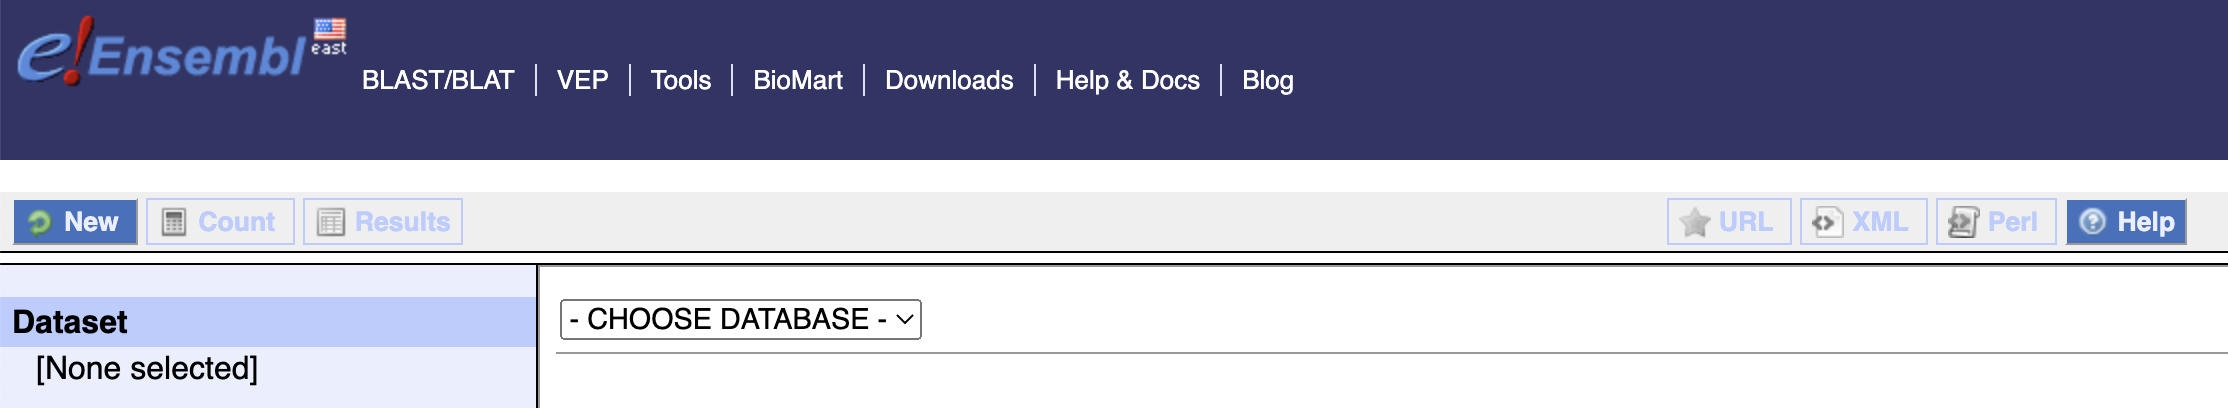 e!Ensembl east
BLAST/BLAT VEP Tools BioMart Downloads Help & Docs Blog
New Count Results URL XML Perl Help
Dataset
- CHOOSE DATABASE -
[None selected]